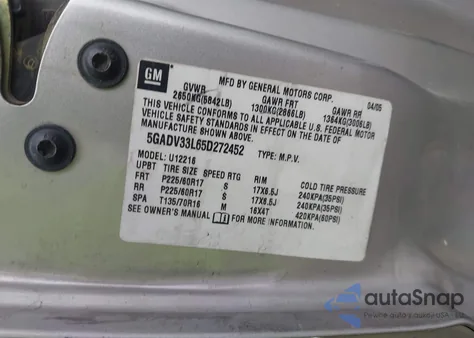 GM
MFD BY GENERAL MOTORS CORP. 04/05
GVWR GAWR FRT GAWR RR
2650KG(5842LB) 1300KG(2866LB) 1364KG(3006LB)
THIS VEHICLE CONFORMS TO ALL APPLICABLE U.S. FEDERAL MOTOR
VEHICLE SAFETY STANDARDS IN EFFECT ON THE DATE OF
MANUFACTURE SHOWN ABOVE.
5GADV33L65D272452 TYPE: M.P.V.
MODEL: U12216
UPBT TIRE SIZE SPEED RTG RIM COLD TIRE PRESSURE
FRT P225/60R17 S 17X6.5J 240KPA(35PSI)
RR P225/60R17 S 17X6.5J 240KPA(35PSI)
SPA T135/70R16 M 16X4T 420KPA(60PSI)
SEE OWNER'S MANUAL FOR MORE INFORMATION.
autoSnap